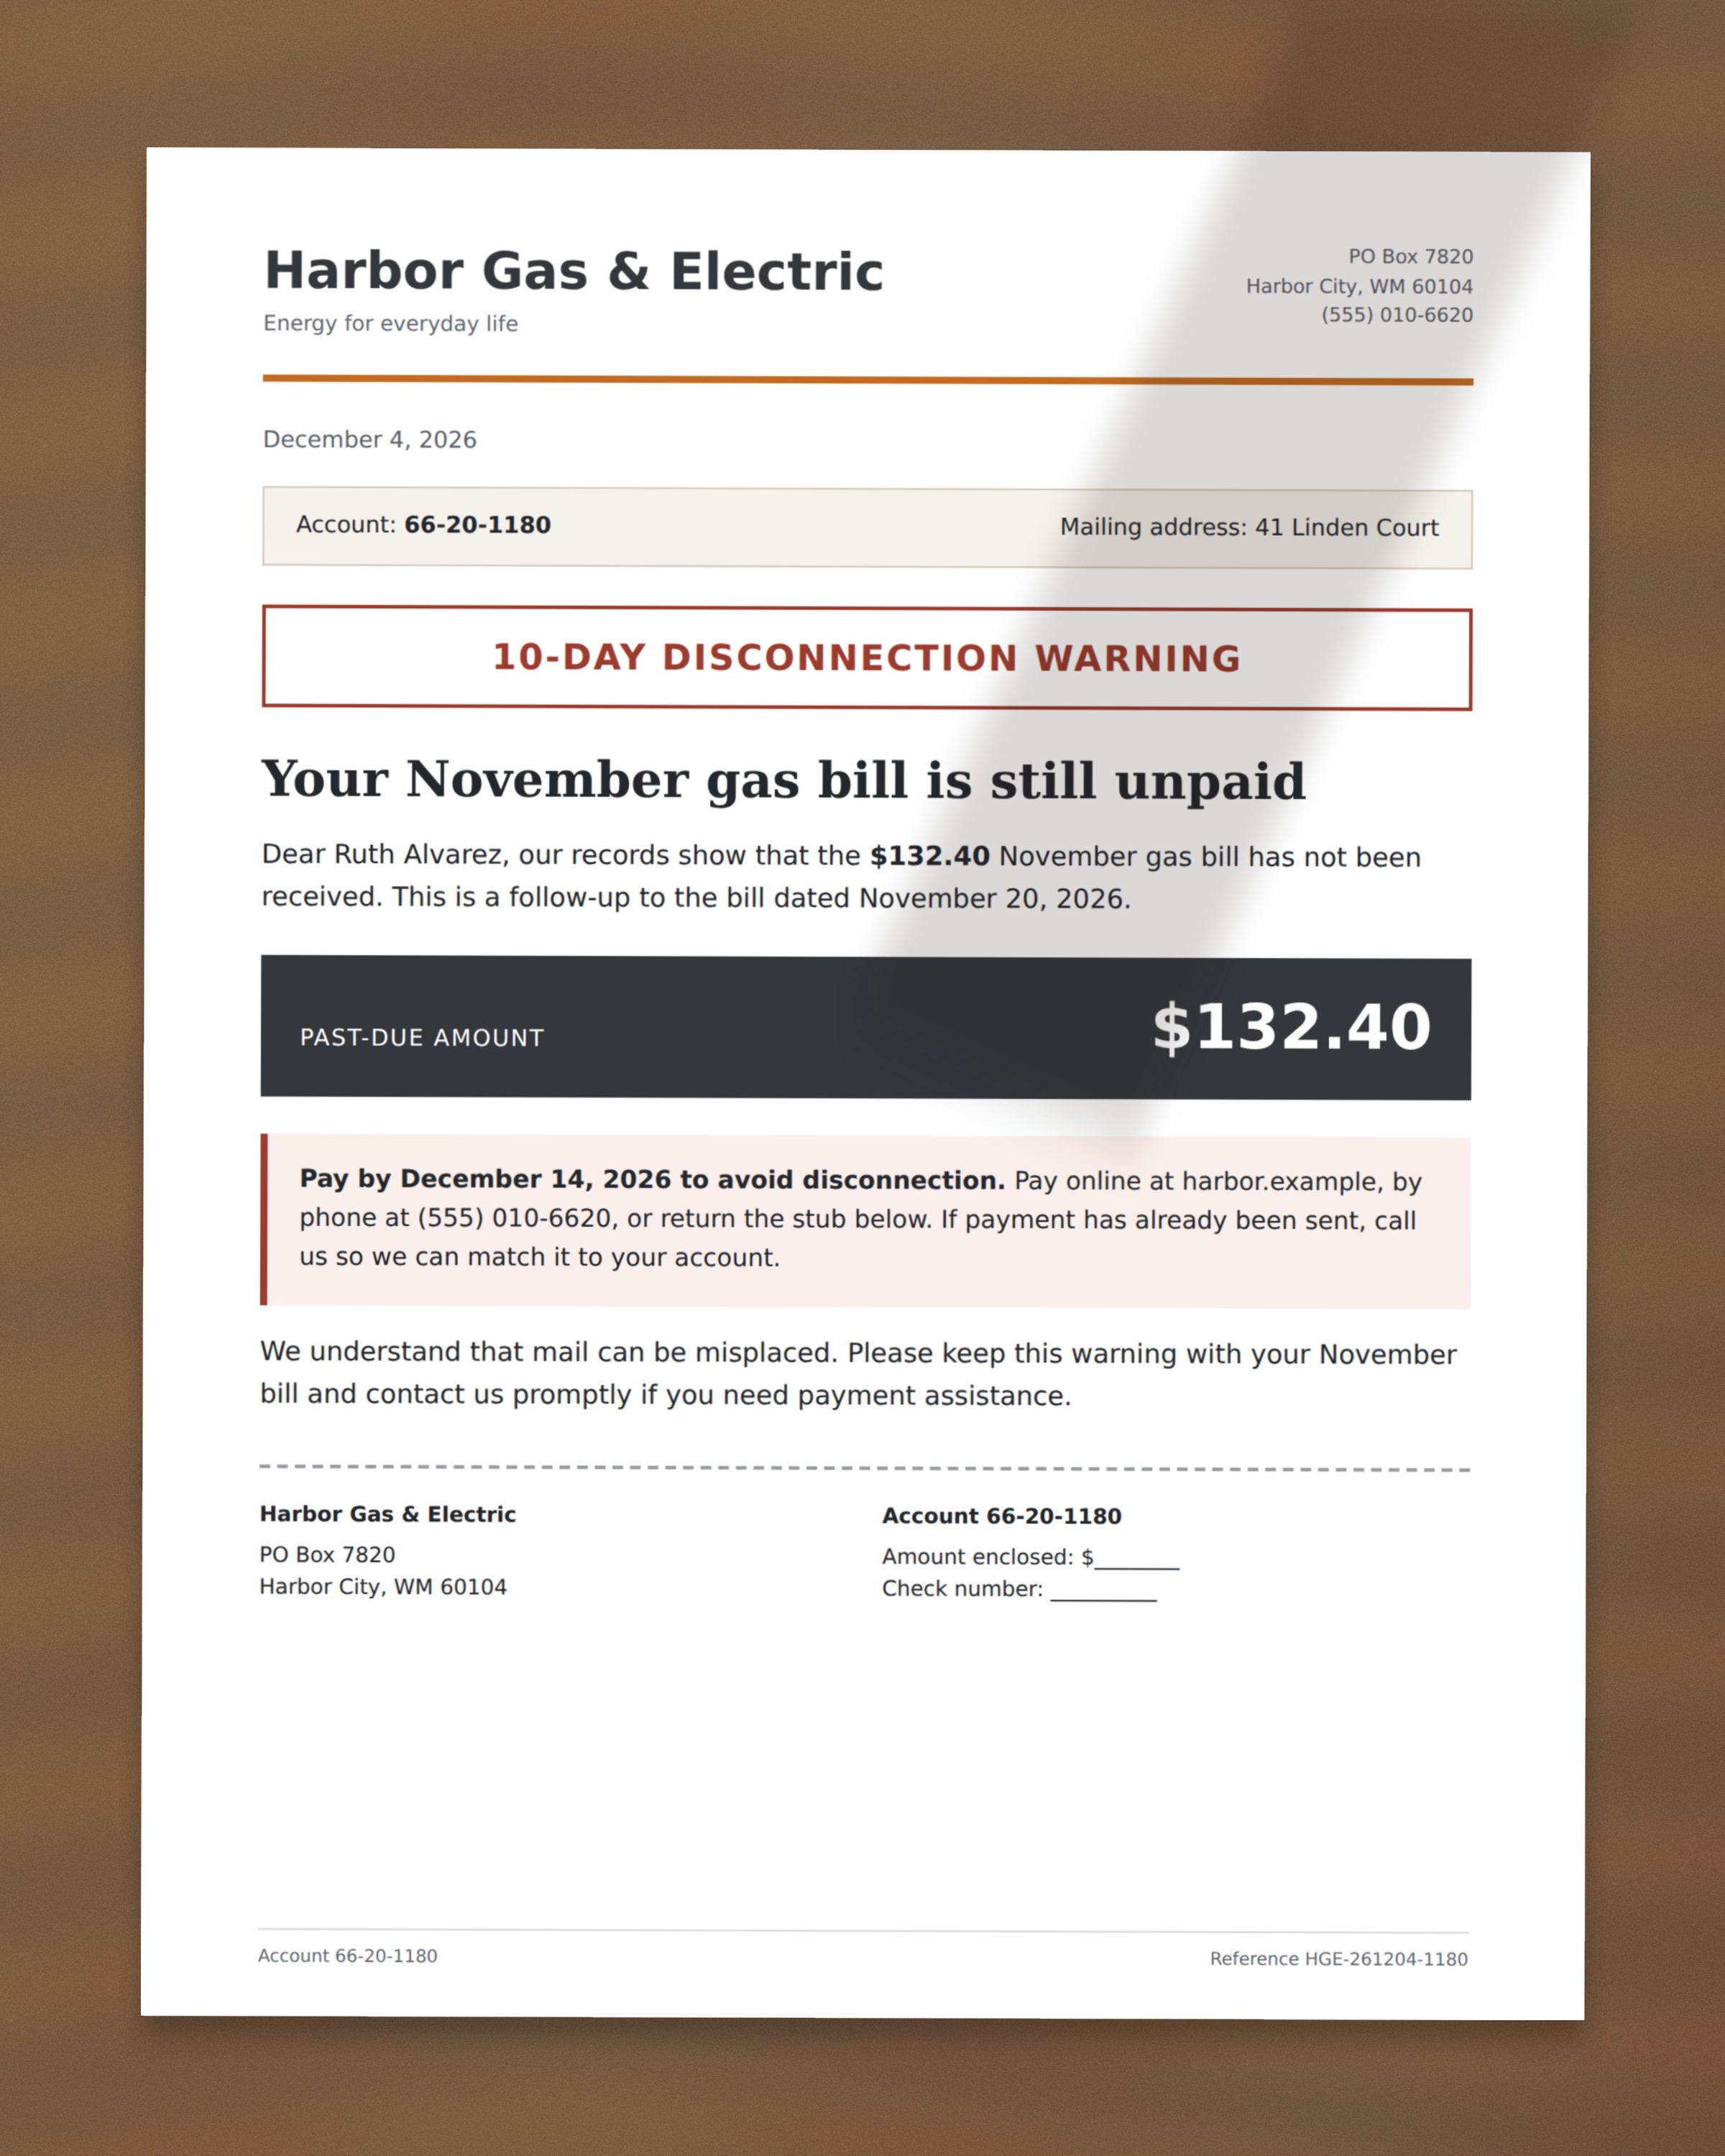 Harbor Gas & Electric
Energy for everyday life
PO Box 7820
Harbor City, WM 60104
(555) 010-6620
December 4, 2026
Account: 66-20-1180
Mailing address: 41 Linden Court
10-DAY DISCONNECTION WARNING
Your November gas bill is still unpaid
Dear Ruth Alvarez, our records show that the $132.40 November gas bill has not been
received. This is a follow-up to the bill dated November 20, 2026.
PAST-DUE AMOUNT $132.40
Pay by December 14, 2026 to avoid disconnection. Pay online at harbor.example, by
phone at (555) 010-6620, or return the stub below. If payment has already been sent, call
us so we can match it to your account.
We understand that mail can be misplaced. Please keep this warning with your November
bill and contact us promptly if you need payment assistance.
Harbor Gas & Electric
PO Box 7820
Harbor City, WM 60104
Account 66-20-1180
Amount enclosed: $________
Check number: __________
Account 66-20-1180
Reference HGE-261204-1180